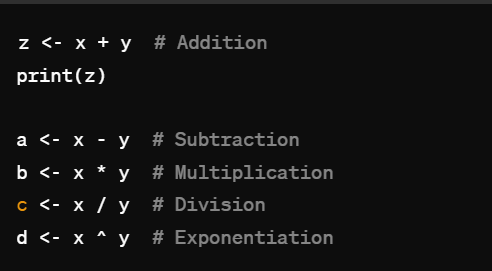 z <- x + y  # Addition
print(z)
a <- x - y  # Subtraction
b <- x * y  # Multiplication
c <- x / y  # Division
d <- x ^ y  # Exponentiation